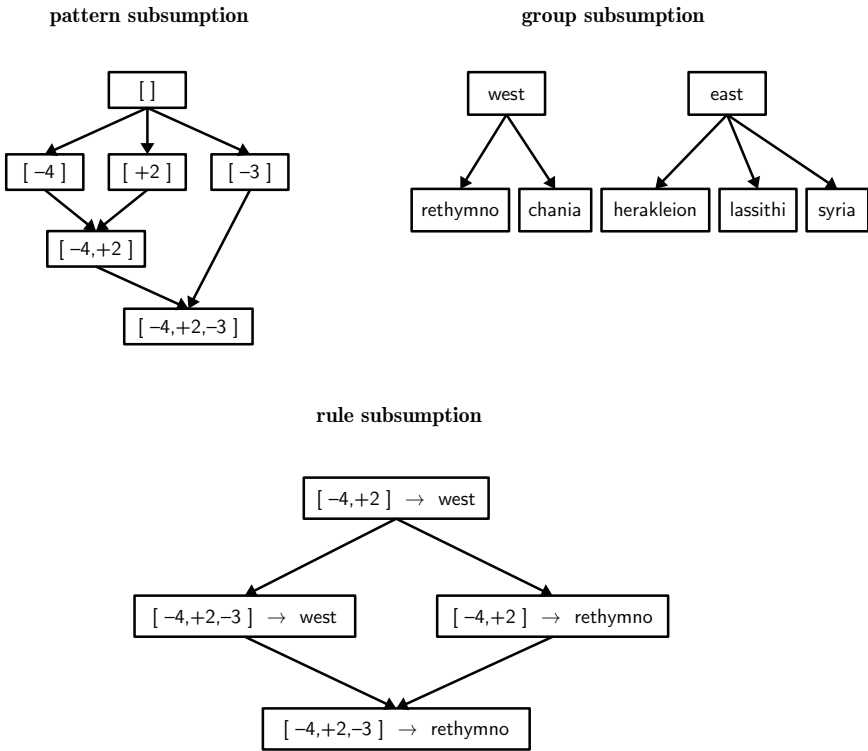 pattern subsumption
[ ]
[ −4 ]
[ +2 ]
[ −3 ]
[ −4,+2 ]
[ −4,+2,−3 ]
group subsumption
west
east
rethymno
chania
herakleion
lassithi
syria
rule subsumption
[ −4,+2 ] → west
[ −4,+2,−3 ] → west
[ −4,+2 ] → rethymno
[ −4,+2,−3 ] → rethymno